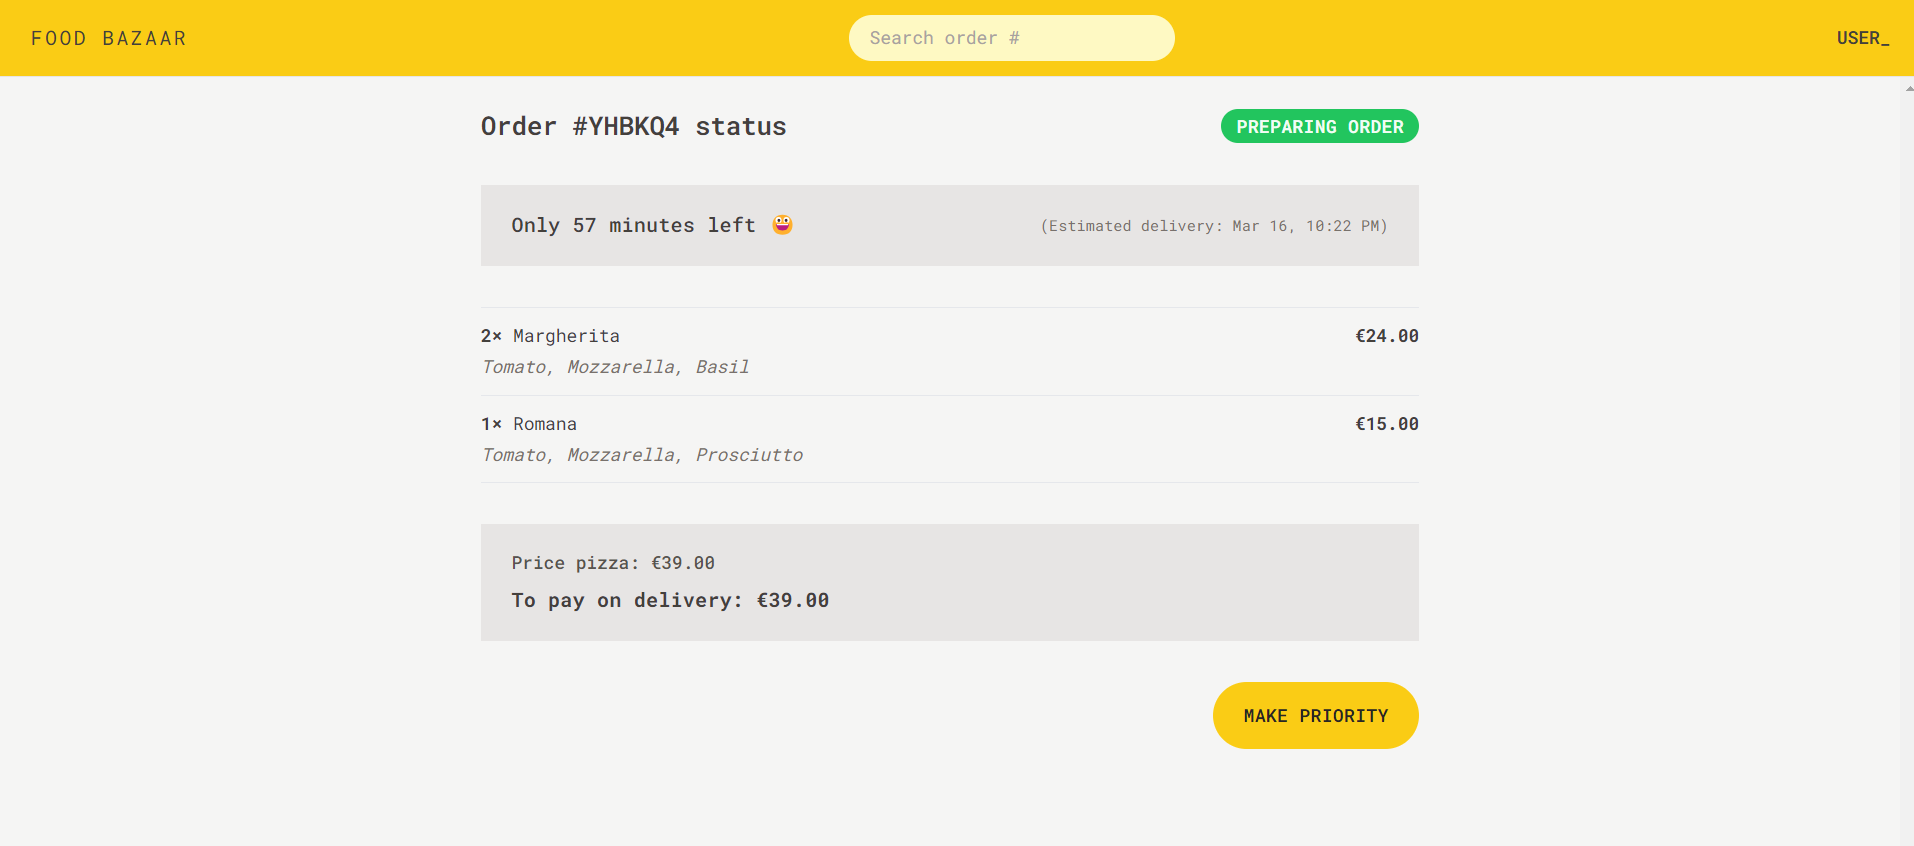 FOOD BAZAAR
Search order #
USER_
Order #YHBKQ4 status
PREPARING ORDER
Only 57 minutes left 😀
(Estimated delivery: Mar 16, 10:22 PM)
2× Margherita
€24.00
Tomato, Mozzarella, Basil
1× Romana
€15.00
Tomato, Mozzarella, Prosciutto
Price pizza: €39.00
To pay on delivery: €39.00
MAKE PRIORITY